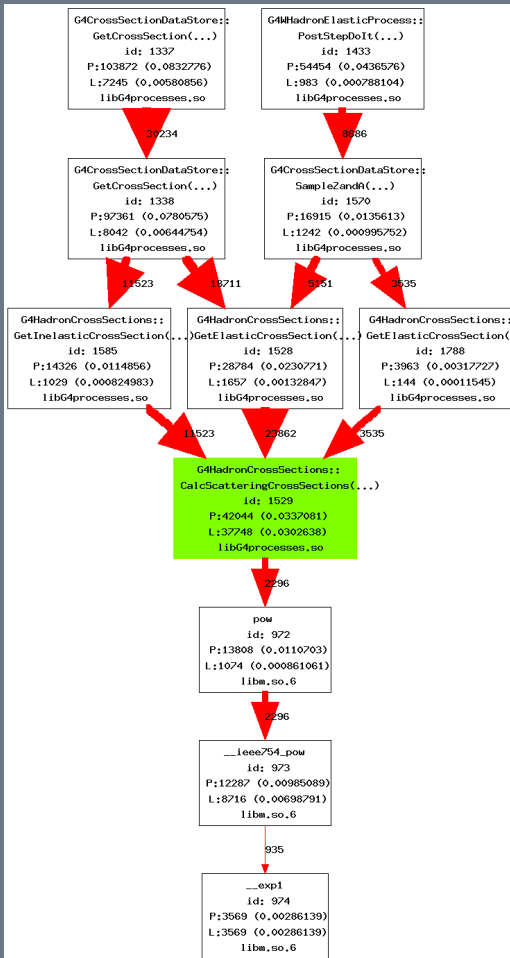 G4CrossSectionDataStore::
GetCrossSection(...)
id: 1337
P:103872 (0.0832776)
L:7245 (0.00580856)
libG4processes.so
G4WHadronElasticProcess::
PostStepDoIt(...)
id: 1433
P:54454 (0.0436576)
L:983 (0.000788104)
libG4processes.so
30234
8086
G4CrossSectionDataStore::
GetCrossSection(...)
id: 1338
P:97361 (0.0780575)
L:8042 (0.00644754)
libG4processes.so
G4CrossSectionDataStore::
SampleZandA(...)
id: 1570
P:16915 (0.0135613)
L:1242 (0.000995752)
libG4processes.so
11523
18711
5151
3535
G4HadronCrossSections::
GetInelasticCrossSection(...)
id: 1585
P:14326 (0.0114856)
L:1029 (0.000824983)
libG4processes.so
G4HadronCrossSections::
GetElasticCrossSection(...)
id: 1528
P:28784 (0.0230771)
L:1657 (0.00132847)
libG4processes.so
G4HadronCrossSections::
GetElasticCrossSection(...)
id: 1788
P:3963 (0.00317727)
L:144 (0.00011545)
libG4processes.so
11523
23862
3535
G4HadronCrossSections::
CalcScatteringCrossSections(...)
id: 1529
P:42044 (0.0337081)
L:37748 (0.0302638)
libG4processes.so
2296
pow
id: 972
P:13808 (0.0110703)
L:1074 (0.000861061)
libm.so.6
2296
__ieee754_pow
id: 973
P:12287 (0.00985089)
L:8716 (0.00698791)
libm.so.6
935
__exp1
id: 974
P:3569 (0.00286139)
L:3569 (0.00286139)
libm.so.6